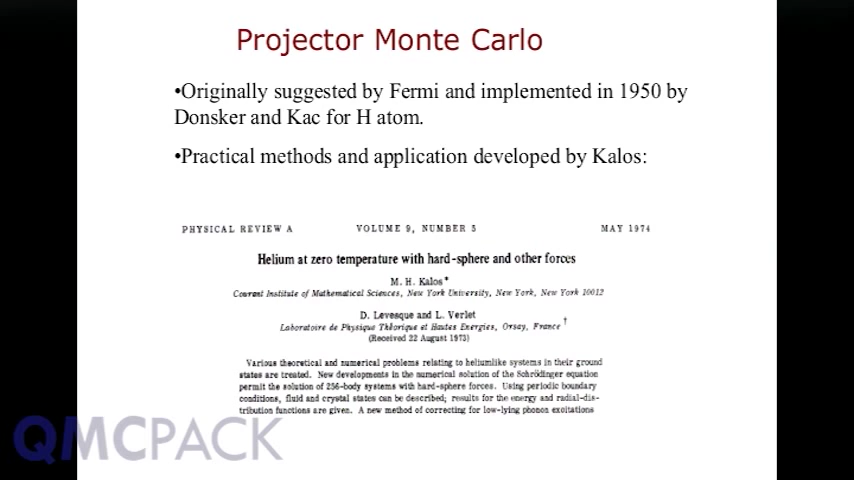 Projector Monte Carlo
•Originally suggested by Fermi and implemented in 1950 by
Donsker and Kac for H atom.
•Practical methods and application developed by Kalos:
PHYSICAL REVIEW A VOLUME 9, NUMBER 5 MAY 1974
Helium at zero temperature with hard-sphere and other forces
M. H. Kalos*
Courant Institute of Mathematical Sciences, New York University, New York, New York 10012
D. Levesque and L. Verlet
Laboratoire de Physique Théorique et Hautes Energies, Orsay, France†
(Received 22 August 1973)
Various theoretical and numerical problems relating to heliumlike systems in their ground
states are treated. New developments in the numerical solution of the Schrödinger equation
permit the solution of 256-body systems with hard-sphere forces. Using periodic boundary
conditions, fluid and crystal states can be described; results for the energy and radial-dis-
tribution functions are given. A new method of correcting for low-lying phonon excitations
QMCPACK